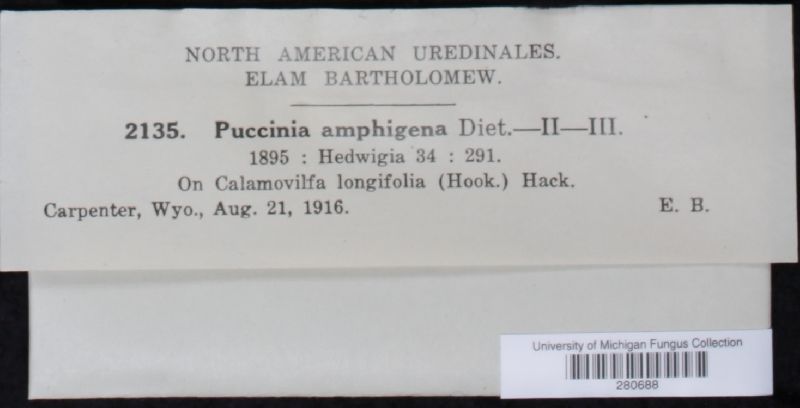 NORTH AMERICAN UREDINALES.
ELAM BARTHOLOMEW.
2135. Puccinia amphigena Diet.—II—III.
1895 : Hedwigia 34 : 291.
On Calamovilfa longifolia (Hook.) Hack.
Carpenter, Wyo., Aug. 21, 1916. E. B.
University of Michigan Fungus Collection
280688